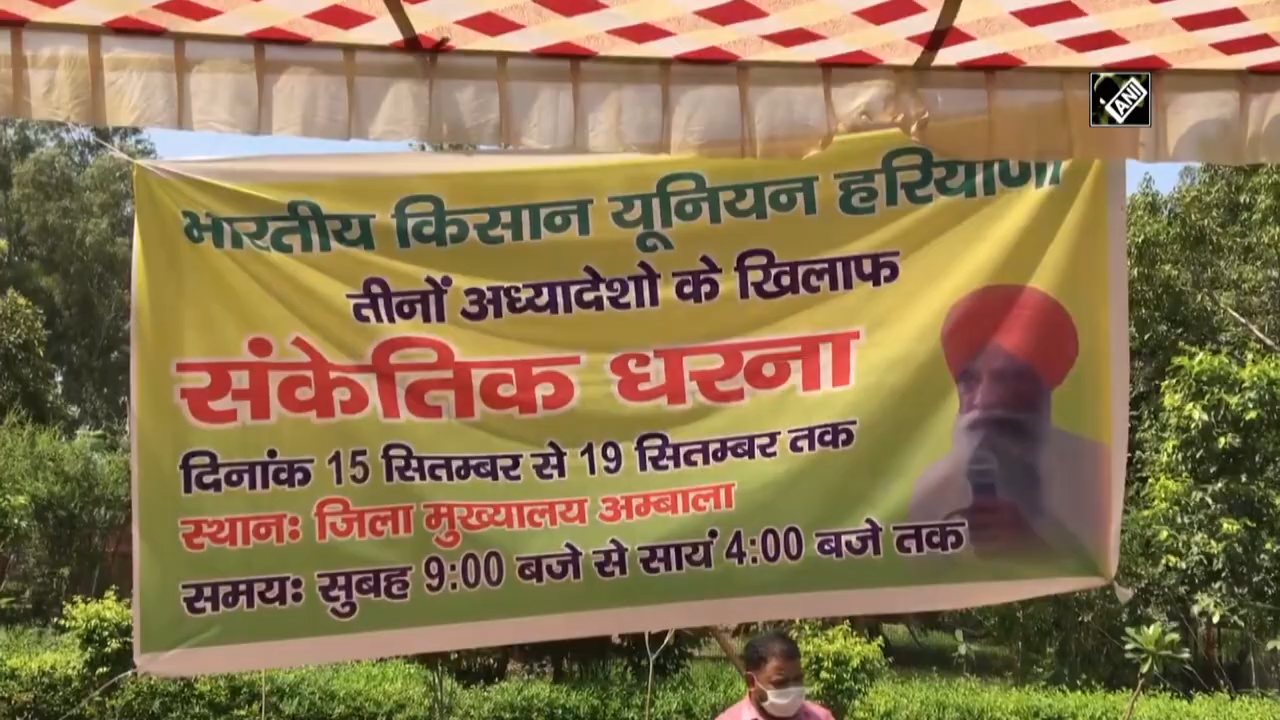 ANI
भारतीय किसान यूनियन हरियाणा
तीनों अध्यादेशो के खिलाफ
संकेतिक धरना
दिनांक 15 सितम्बर से 19 सितम्बर तक
स्थानः जिला मुख्यालय अम्बाला
समयः सुबह 9:00 बजे से सायं 4:00 बजे तक